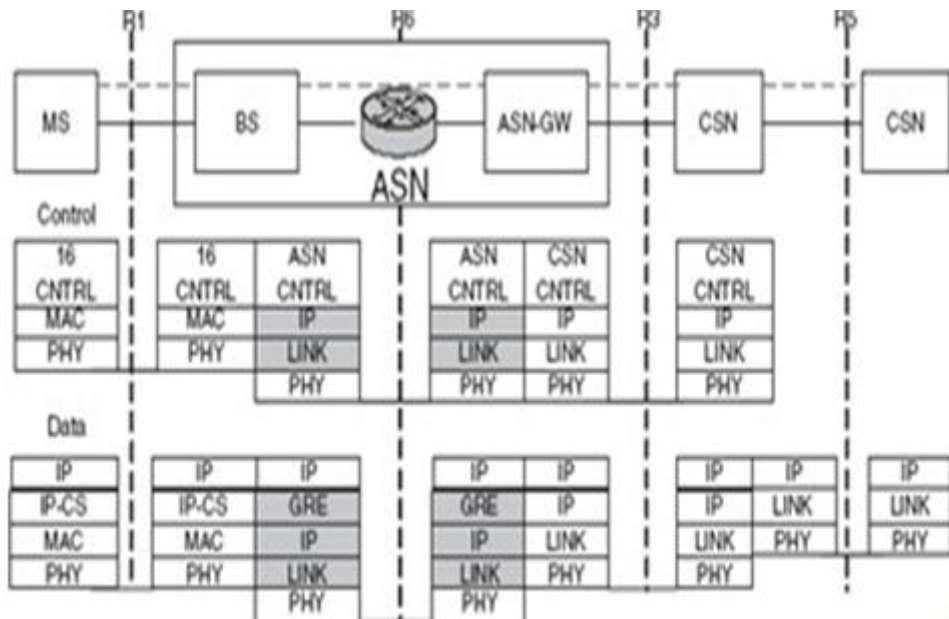 R1 R6 R3 R5
MS BS ASN-GW CSN CSN
ASN
Control
16 16 ASN ASN CSN CSN
CNTRL CNTRL CNTRL CNTRL CNTRL CNTRL
MAC MAC IP IP IP IP
PHY PHY LINK LINK LINK LINK
PHY PHY PHY PHY
Data
IP IP IP IP IP IP IP IP
IP-CS IP-CS GRE GRE IP IP LINK LINK
MAC MAC IP IP LINK LINK PHY PHY
PHY PHY LINK LINK PHY PHY
PHY PHY